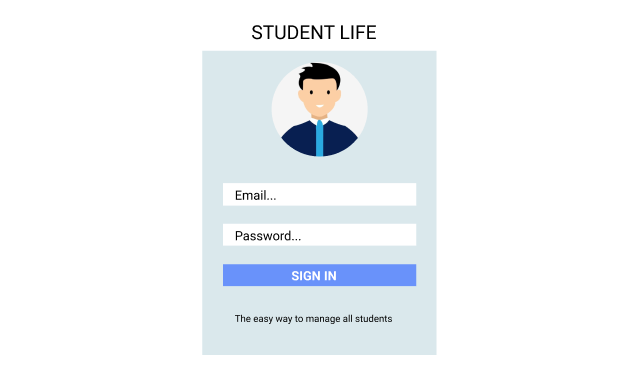 STUDENT LIFE
Email...
Password...
SIGN IN
The easy way to manage all students